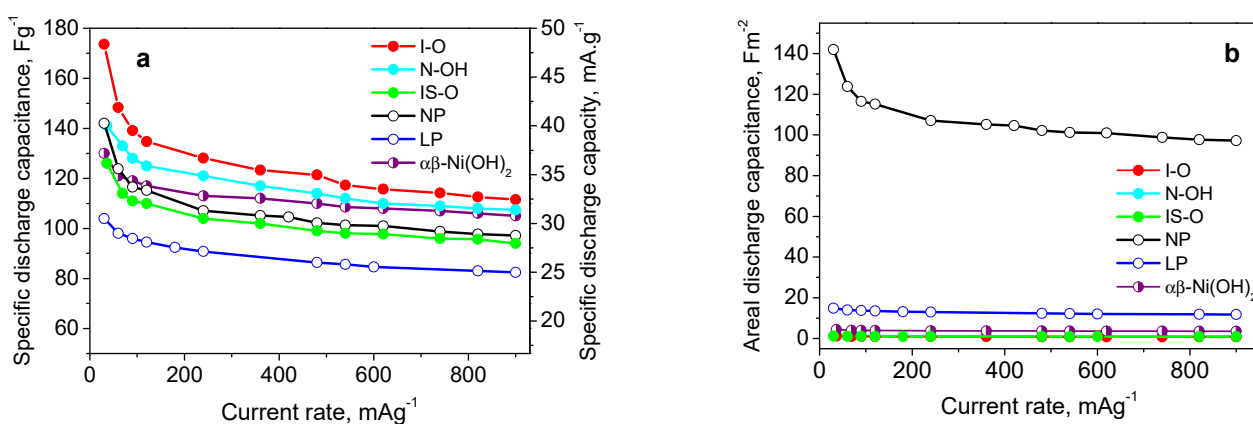 a
Specific discharge capacitance, Fg⁻¹
180
160
140
120
100
80
60
0
200
400
600
800
Current rate, mAg⁻¹
50
45
40
35
30
25
20
Specific discharge capacity, mA.g⁻¹
I-O
N-OH
IS-O
NP
LP
αβ-Ni(OH)₂
b
Areal discharge capacitance, Fm⁻²
140
120
100
80
60
40
20
0
0
200
400
600
800
Current rate, mAg⁻¹
I-O
N-OH
IS-O
NP
LP
αβ-Ni(OH)₂